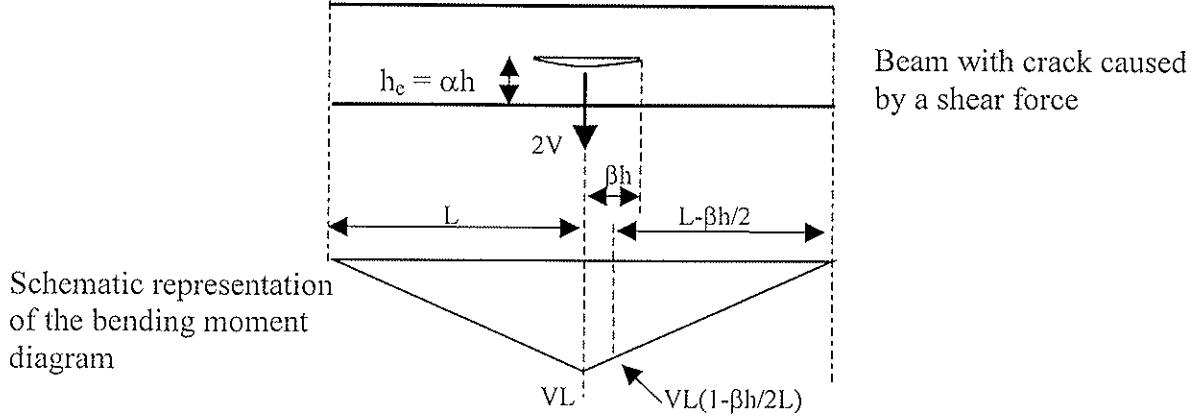 Beam with crack caused
by a shear force
hc = αh
2V
βh
L
L-βh/2
Schematic representation
of the bending moment
diagram
VL
VL(1-βh/2L)